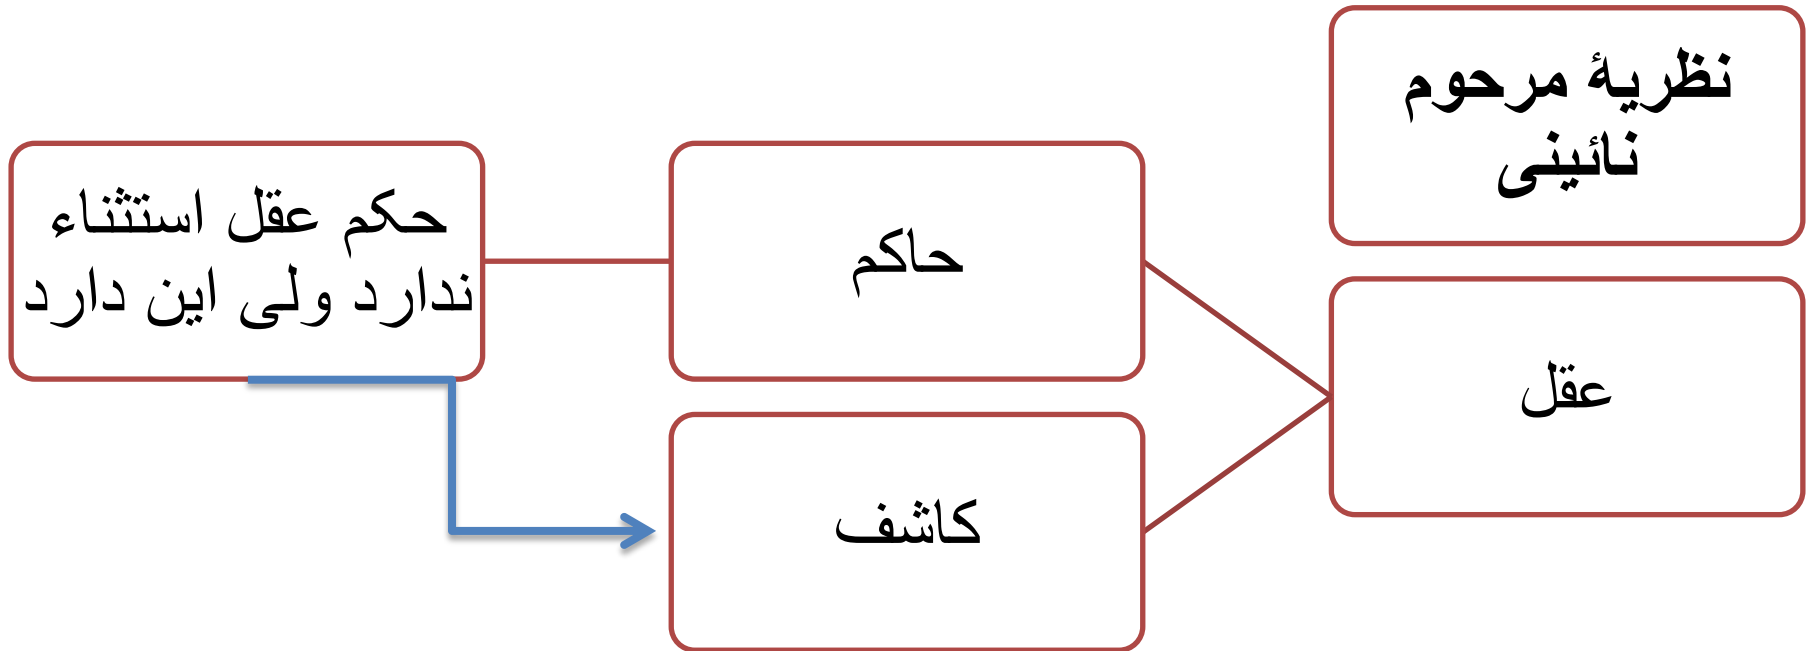 نظریهٔ مرحوم
نائینی
عقل
حاکم
کاشف
حکم عقل استثناء
ندارد ولی این دارد